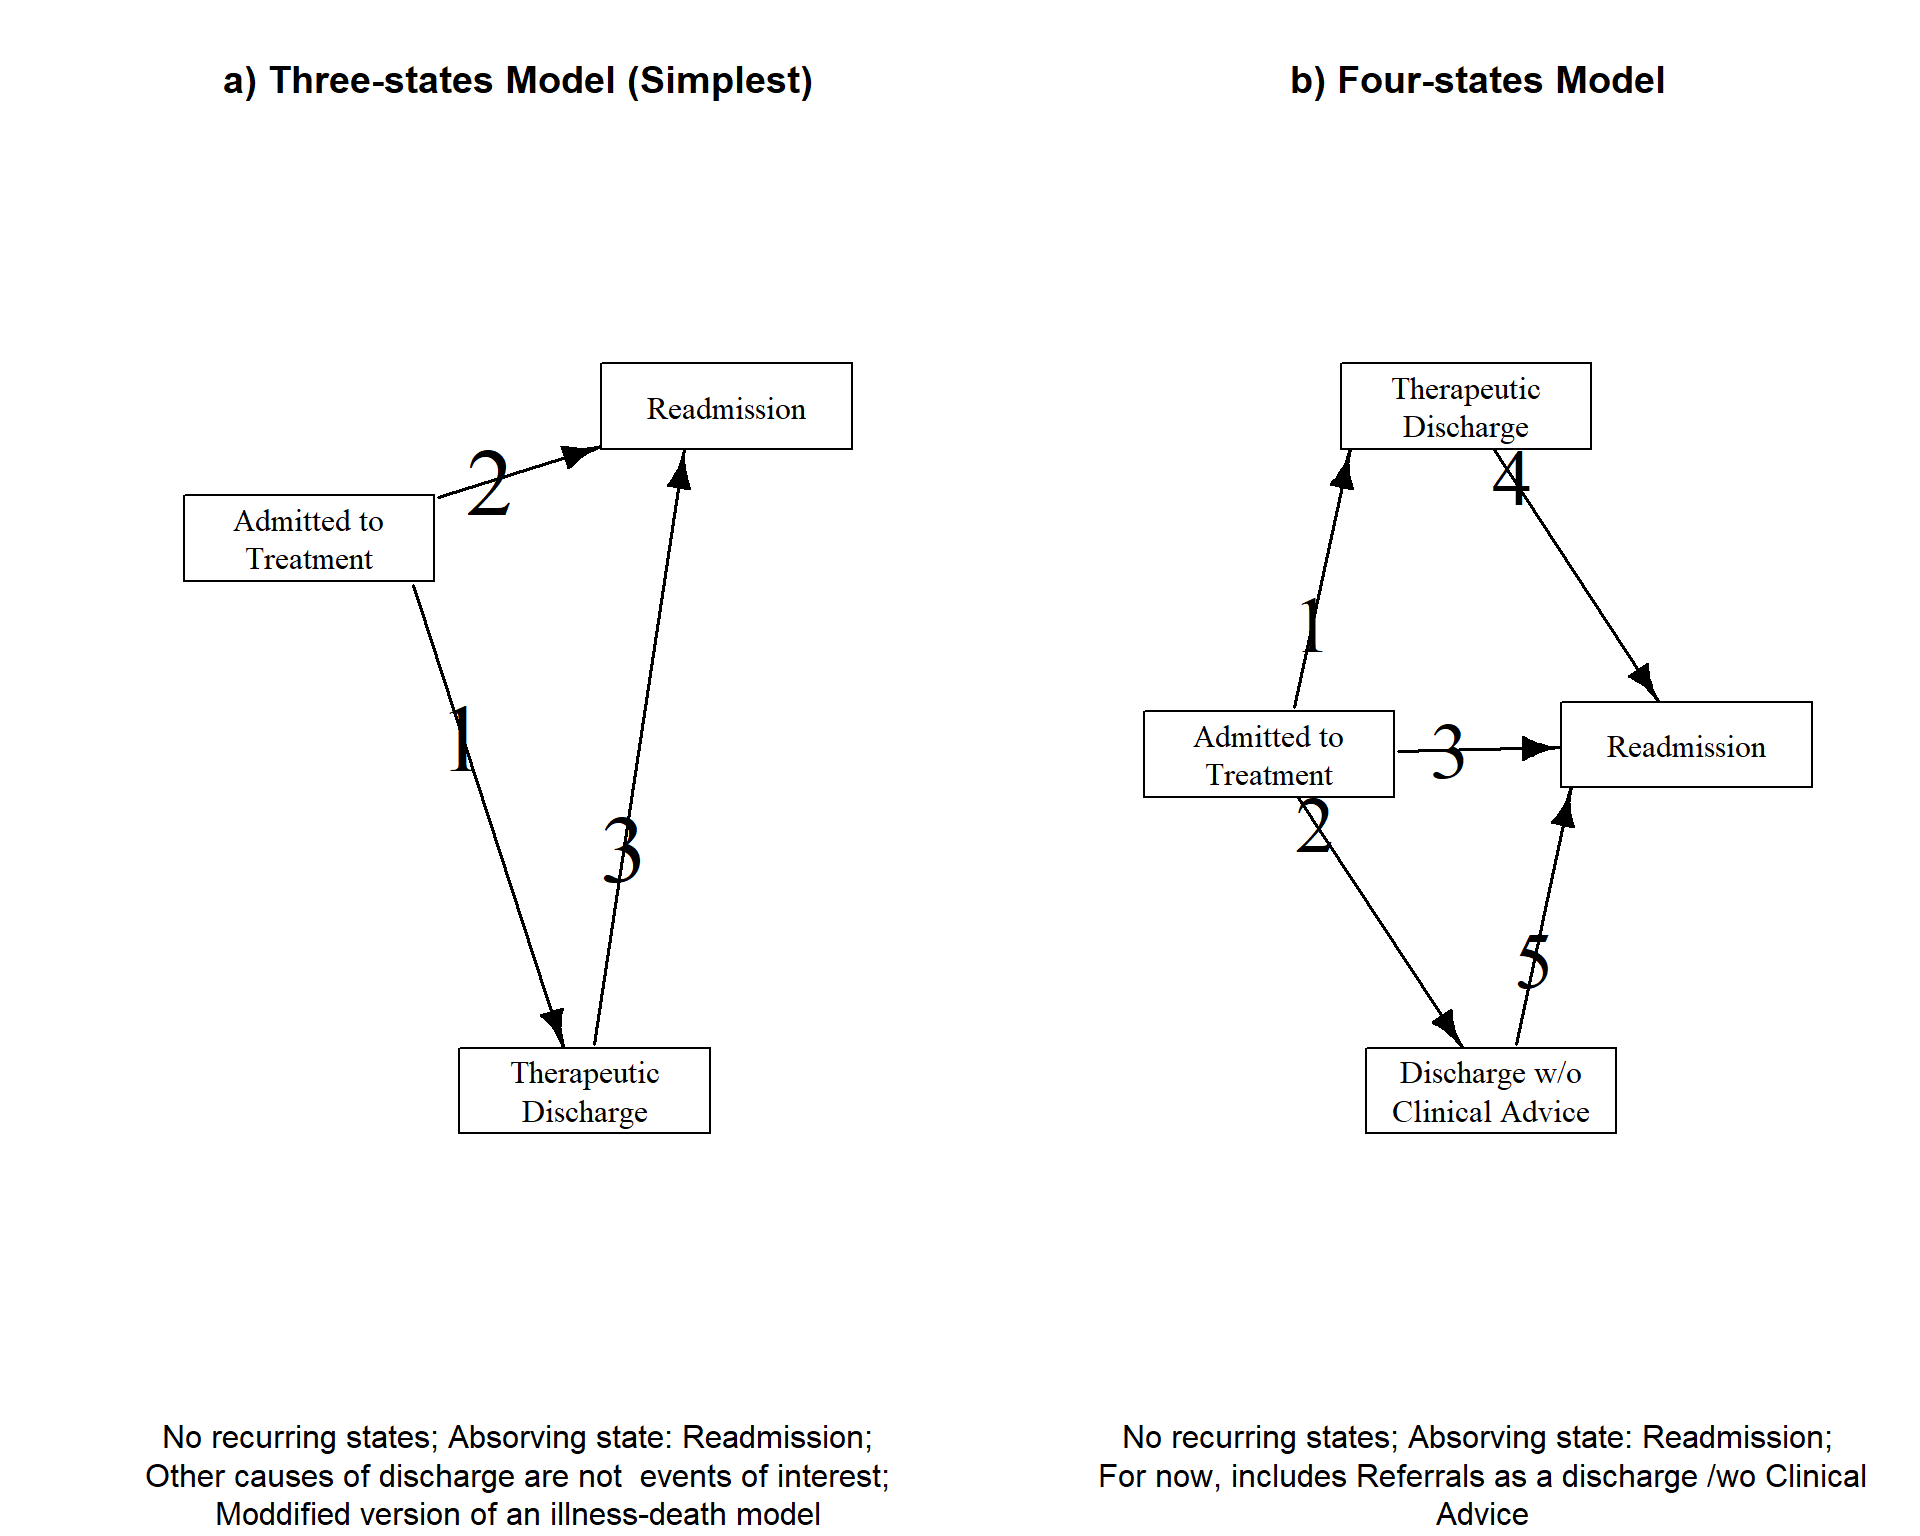 a) Three-states Model (Simplest)
Readmission
2
Admitted to
Treatment
1
3
Therapeutic
Discharge
No recurring states; Absorving state: Readmission;
Other causes of discharge are not  events of interest;
Moddified version of an illness-death model
b) Four-states Model
Therapeutic
Discharge
4
1
Admitted to
Treatment
3
Readmission
2
5
Discharge w/o
Clinical Advice
No recurring states; Absorving state: Readmission;
For now, includes Referrals as a discharge /wo Clinical
Advice